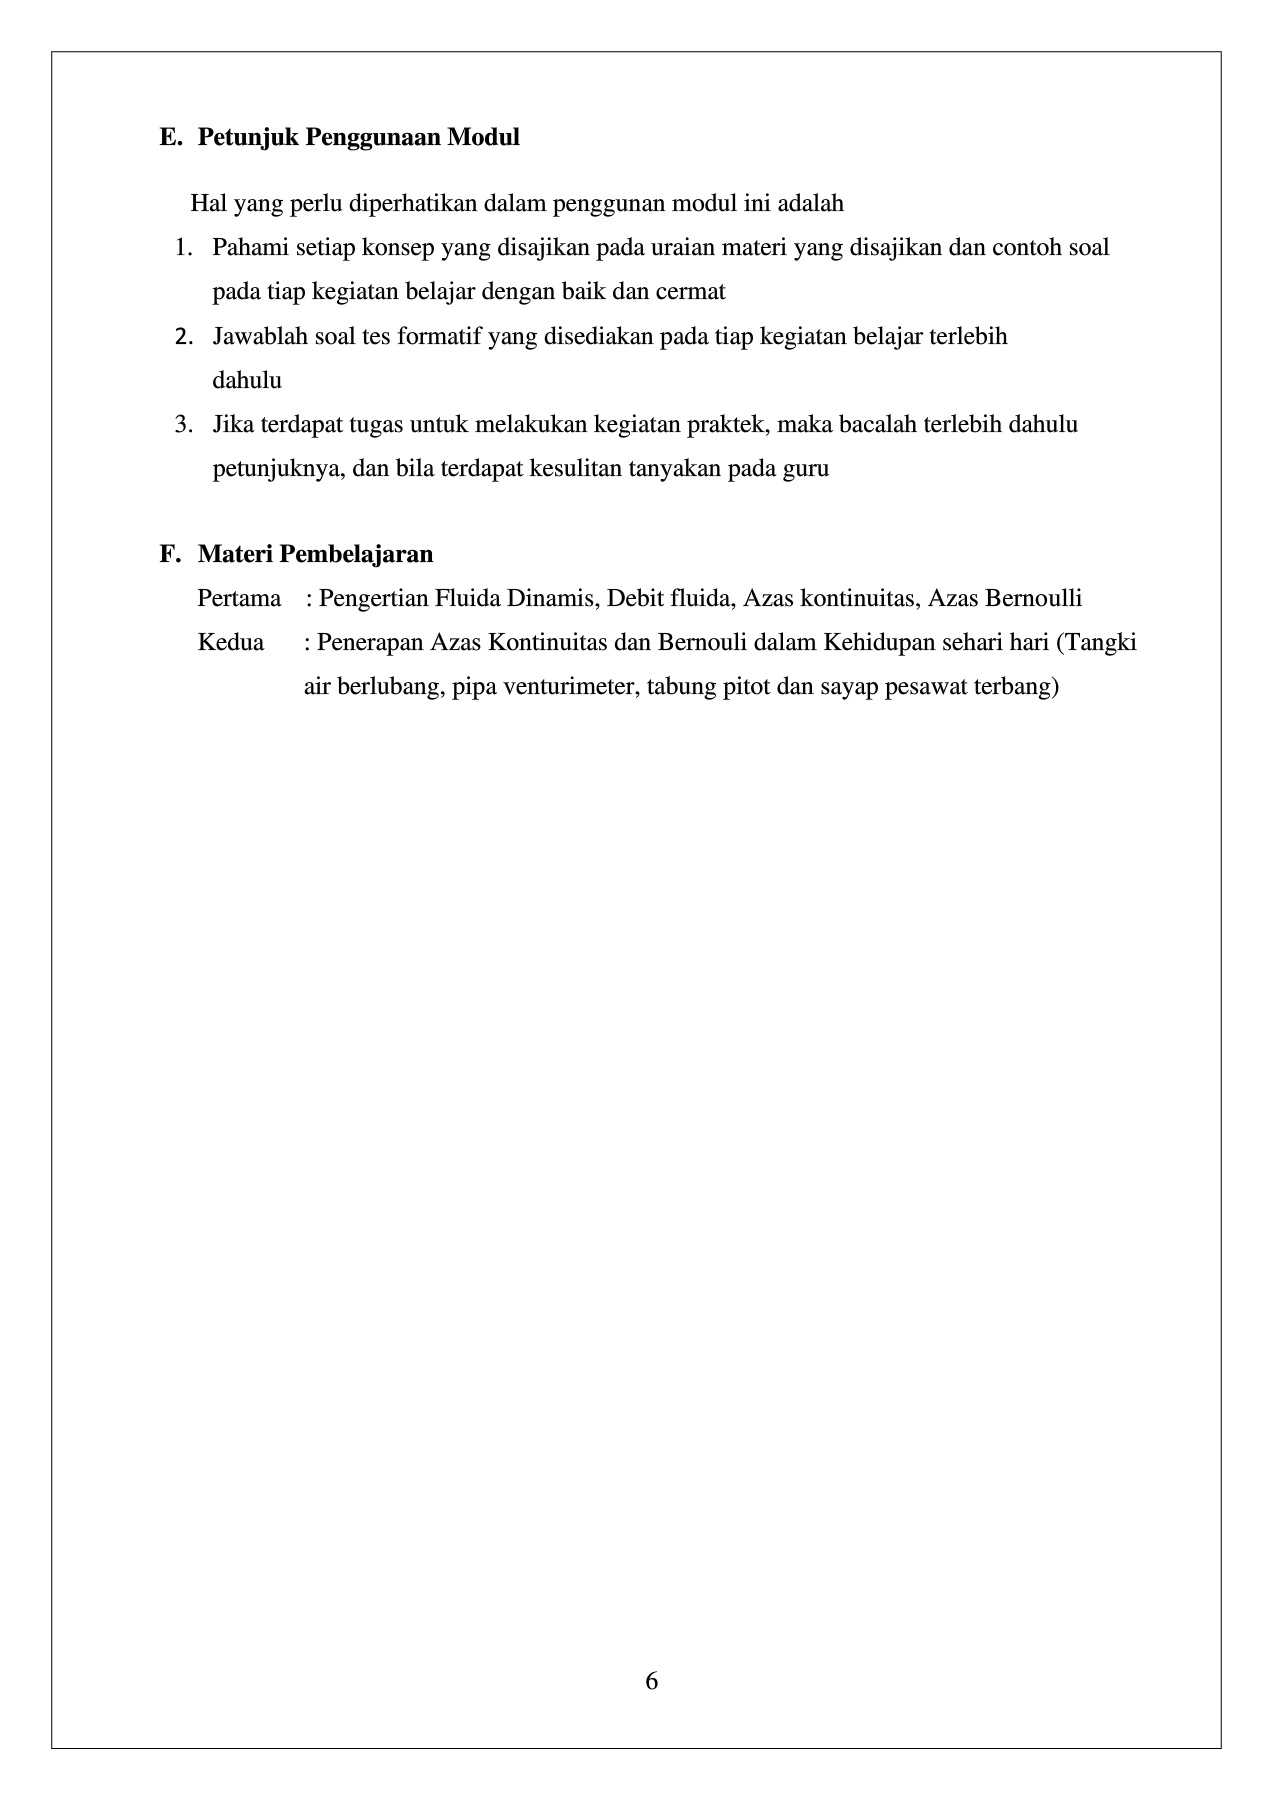 E. Petunjuk Penggunaan Modul
Hal yang perlu diperhatikan dalam penggunan modul ini adalah
1. Pahami setiap konsep yang disajikan pada uraian materi yang disajikan dan contoh soal
pada tiap kegiatan belajar dengan baik dan cermat
2. Jawablah soal tes formatif yang disediakan pada tiap kegiatan belajar terlebih
dahulu
3. Jika terdapat tugas untuk melakukan kegiatan praktek, maka bacalah terlebih dahulu
petunjuknya, dan bila terdapat kesulitan tanyakan pada guru
F. Materi Pembelajaran
Pertama : Pengertian Fluida Dinamis, Debit fluida, Azas kontinuitas, Azas Bernoulli
Kedua : Penerapan Azas Kontinuitas dan Bernouli dalam Kehidupan sehari hari (Tangki
air berlubang, pipa venturimeter, tabung pitot dan sayap pesawat terbang)
6